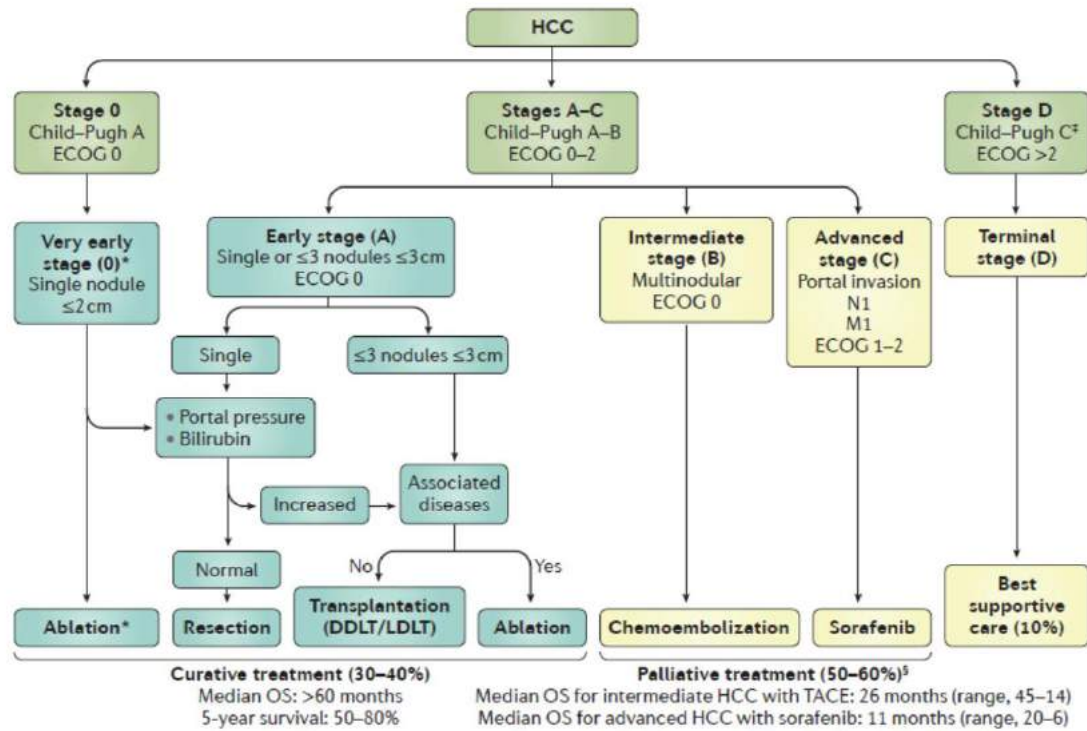 HCC
Stage 0
Child–Pugh A
ECOG 0
Stages A–C
Child–Pugh A–B
ECOG 0–2
Stage D
Child–Pugh C‡
ECOG >2
Very early
stage (0)*
Single nodule
≤2 cm
Early stage (A)
Single or ≤3 nodules ≤3 cm
ECOG 0
Intermediate
stage (B)
Multinodular
ECOG 0
Advanced
stage (C)
Portal invasion
N1
M1
ECOG 1–2
Terminal
stage (D)
Single
≤3 nodules ≤3 cm
• Portal pressure
• Bilirubin
Increased
Associated
diseases
Normal
No
Yes
Ablation*
Resection
Transplantation
(DDLT/LDLT)
Ablation
Chemoembolization
Sorafenib
Best
supportive
care (10%)
Curative treatment (30–40%)
Median OS: >60 months
5-year survival: 50–80%
Palliative treatment (50–60%)§
Median OS for intermediate HCC with TACE: 26 months (range, 45–14)
Median OS for advanced HCC with sorafenib: 11 months (range, 20–6)